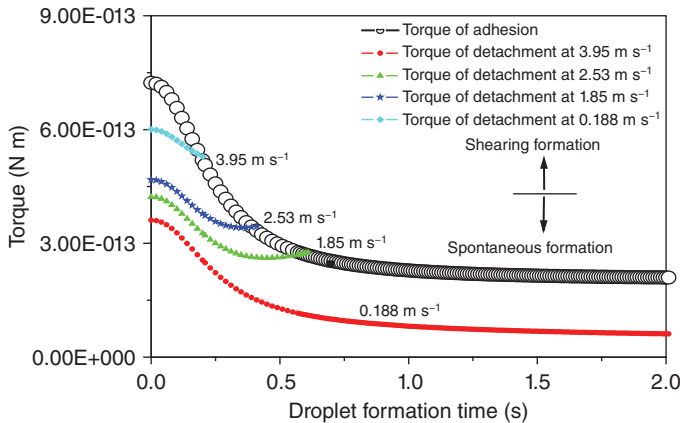 9.00E-013
6.00E-013
3.00E-013
0.00E+000
Torque (N m)
Torque of adhesion
Torque of detachment at 3.95 m s⁻¹
Torque of detachment at 2.53 m s⁻¹
Torque of detachment at 1.85 m s⁻¹
Torque of detachment at 0.188 m s⁻¹
Shearing formation
Spontaneous formation
3.95 m s⁻¹
2.53 m s⁻¹
1.85 m s⁻¹
0.188 m s⁻¹
0.0 0.5 1.0 1.5 2.0
Droplet formation time (s)